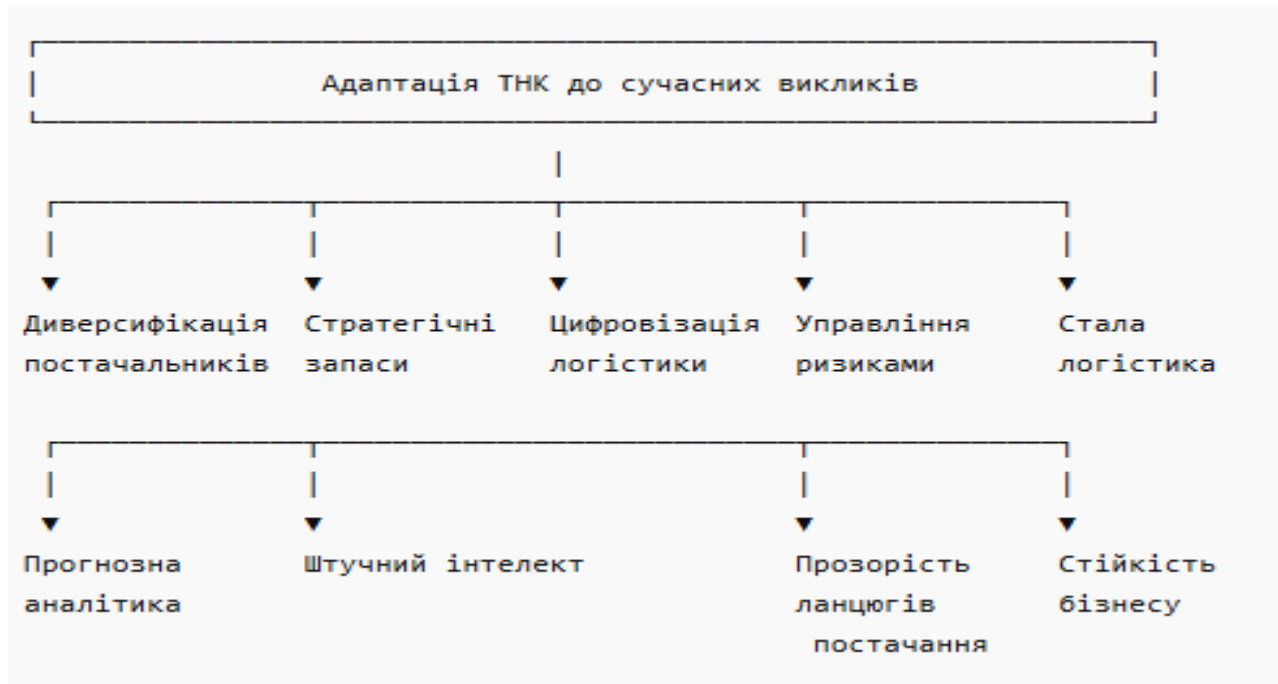 Адаптація ТНК до сучасних викликів
Диверсифікація Стратегічні Цифровізація Управління Стала
постачальників запаси логістики ризиками логістика
Прогнозна Штучний інтелект Прозорість Стійкість
аналітика ланцюгів бізнесу
постачання